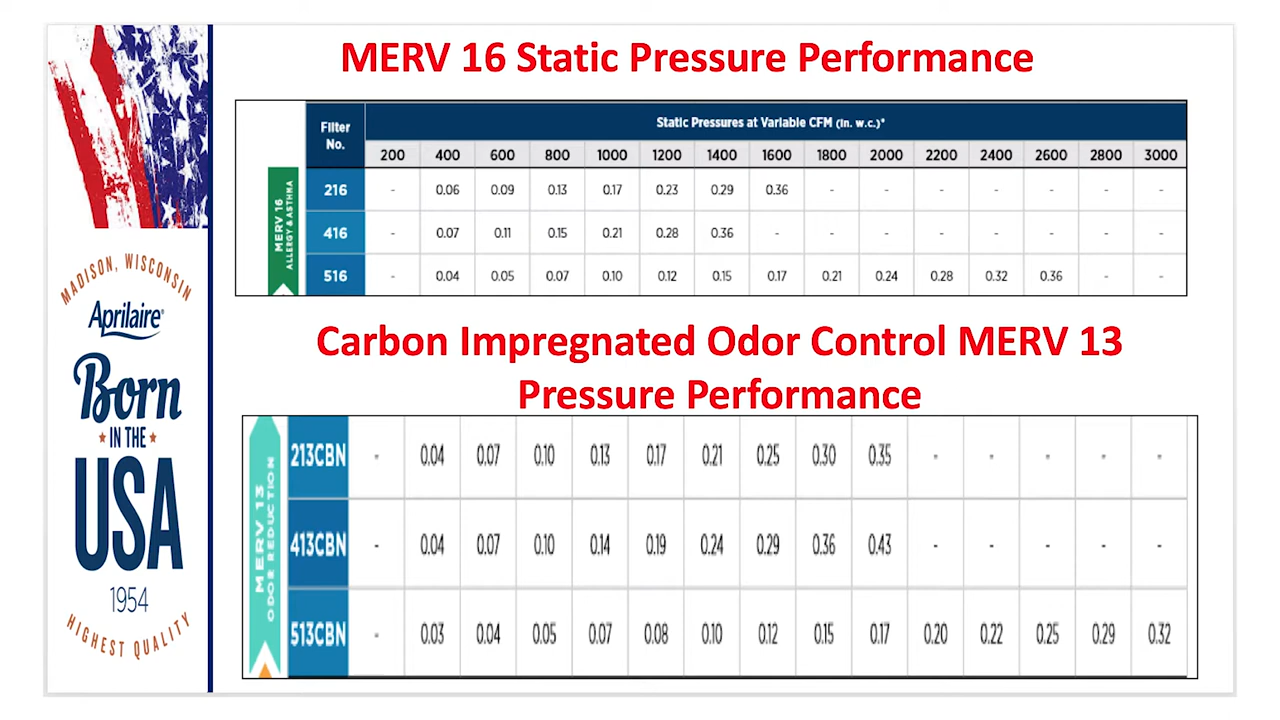 MERV 16 Static Pressure Performance
Filter No.
Static Pressures at Variable CFM (in. w.c.)*
200 400 600 800 1000 1200 1400 1600 1800 2000 2200 2400 2600 2800 3000
MERV 16
ALLERGY & ASTHMA
216 - 0.06 0.09 0.13 0.17 0.23 0.29 0.36 - - - - - - -
416 - 0.07 0.11 0.15 0.21 0.28 0.36 - - - - - - - -
516 - 0.04 0.05 0.07 0.10 0.12 0.15 0.17 0.21 0.24 0.28 0.32 0.36 - -
Carbon Impregnated Odor Control MERV 13
Pressure Performance
MERV 13
ODOR REDUCTION
213CBN - 0.04 0.07 0.10 0.13 0.17 0.21 0.25 0.30 0.35 - - - - -
413CBN - 0.04 0.07 0.10 0.14 0.19 0.24 0.29 0.36 0.43 - - - - -
513CBN - 0.03 0.04 0.05 0.07 0.08 0.10 0.12 0.15 0.17 0.20 0.22 0.25 0.29 0.32
MADISON, WISCONSIN
Aprilaire®
Born
IN THE
USA
1954
HIGHEST QUALITY